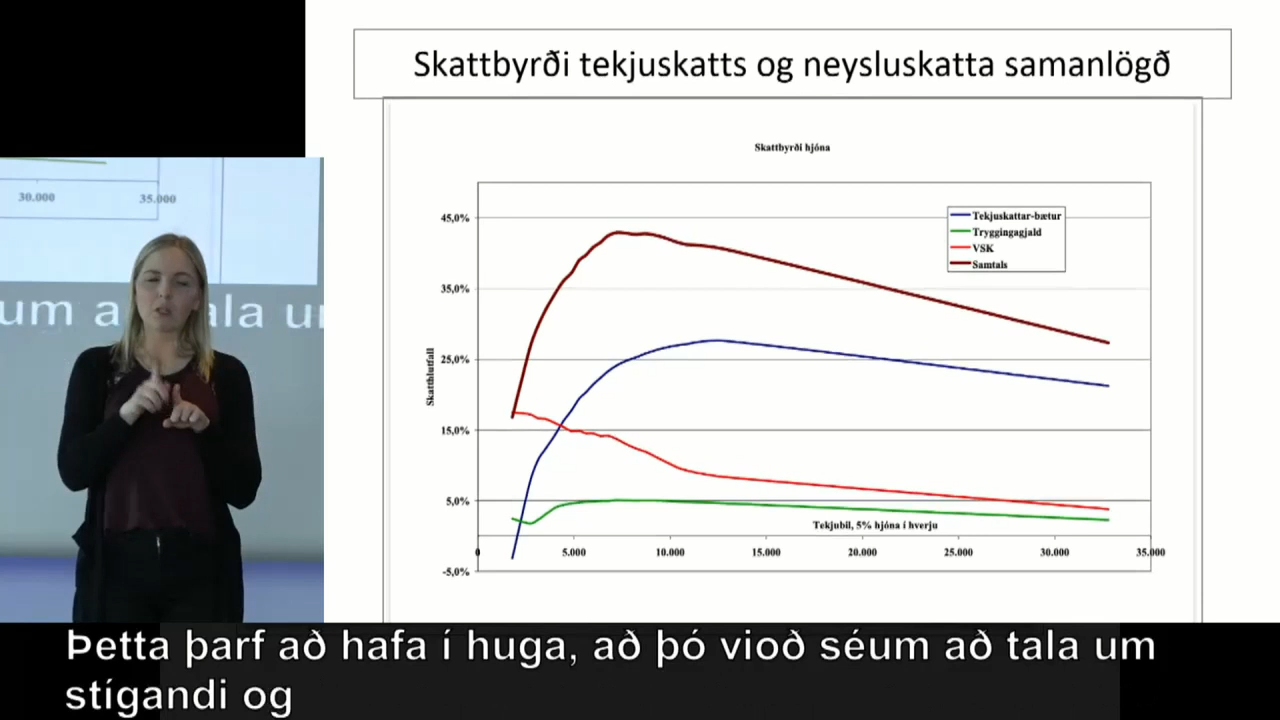 Skattbyrði tekjuskatts og neysluskatta samanlögð
Skattbyrði hjóna
45,0%
35,0%
25,0%
15,0%
5,0%
-5,0%
Skatthlutfall
Tekjuskattar-bætur
Tryggingagjald
VSK
Samtals
Tekjubil, 5% hjóna í hverju
0 5.000 10.000 15.000 20.000 25.000 30.000 35.000
30.000 35.000
um a ala u
Þetta þarf að hafa í huga, að þó vioð séum að tala um
stígandi og